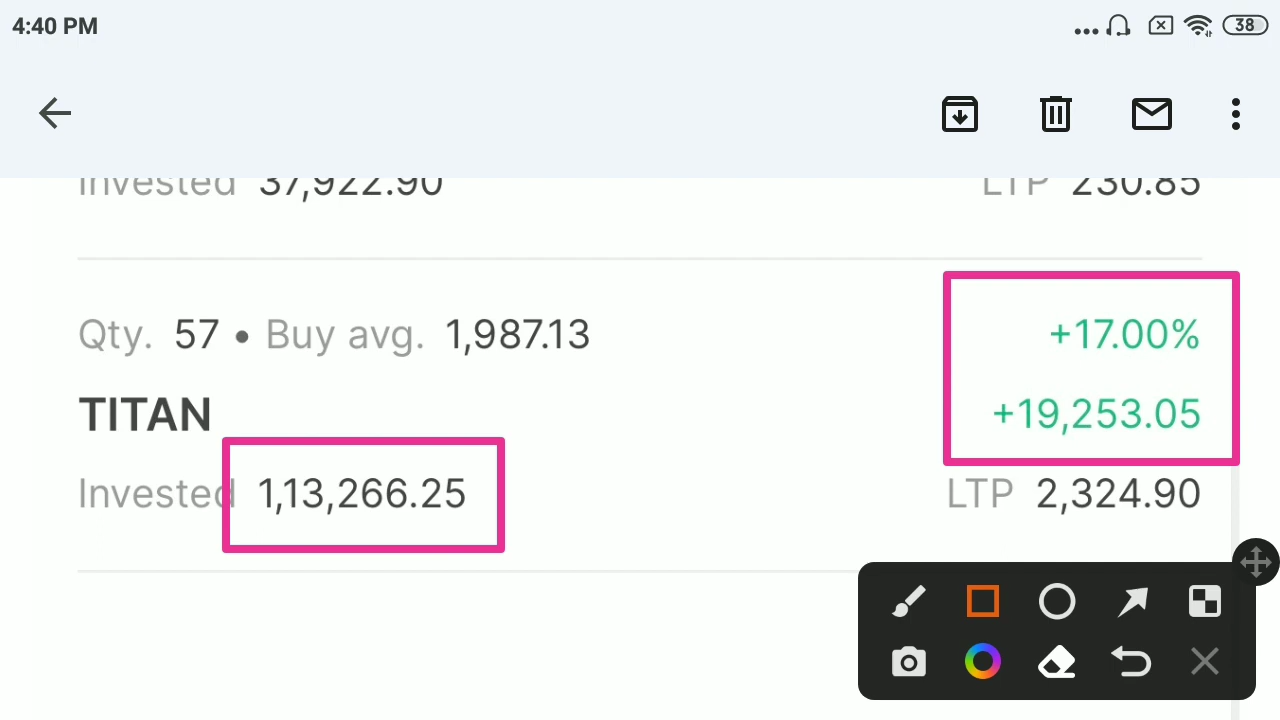 4:40 PM
38
Invested 37,922.90
LTP 230.85
Qty. 57 • Buy avg. 1,987.13
+17.00%
TITAN
+19,253.05
Invested 1,13,266.25
LTP 2,324.90